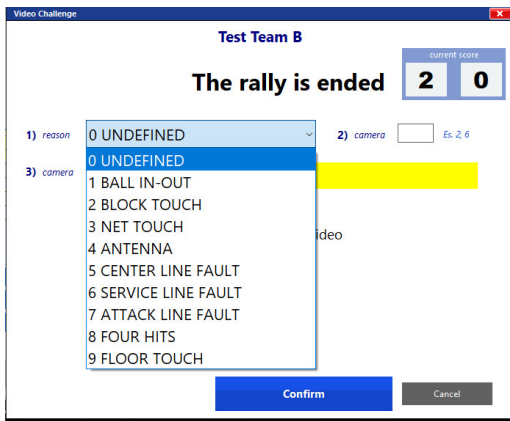 Video Challenge
Test Team B
current score
The rally is ended
2 0
1) reason
0 UNDEFINED
2) camera
Es. 2, 6
3) camera
0 UNDEFINED
1 BALL IN-OUT
2 BLOCK TOUCH
3 NET TOUCH
ideo
4 ANTENNA
5 CENTER LINE FAULT
6 SERVICE LINE FAULT
7 ATTACK LINE FAULT
8 FOUR HITS
9 FLOOR TOUCH
Confirm
Cancel